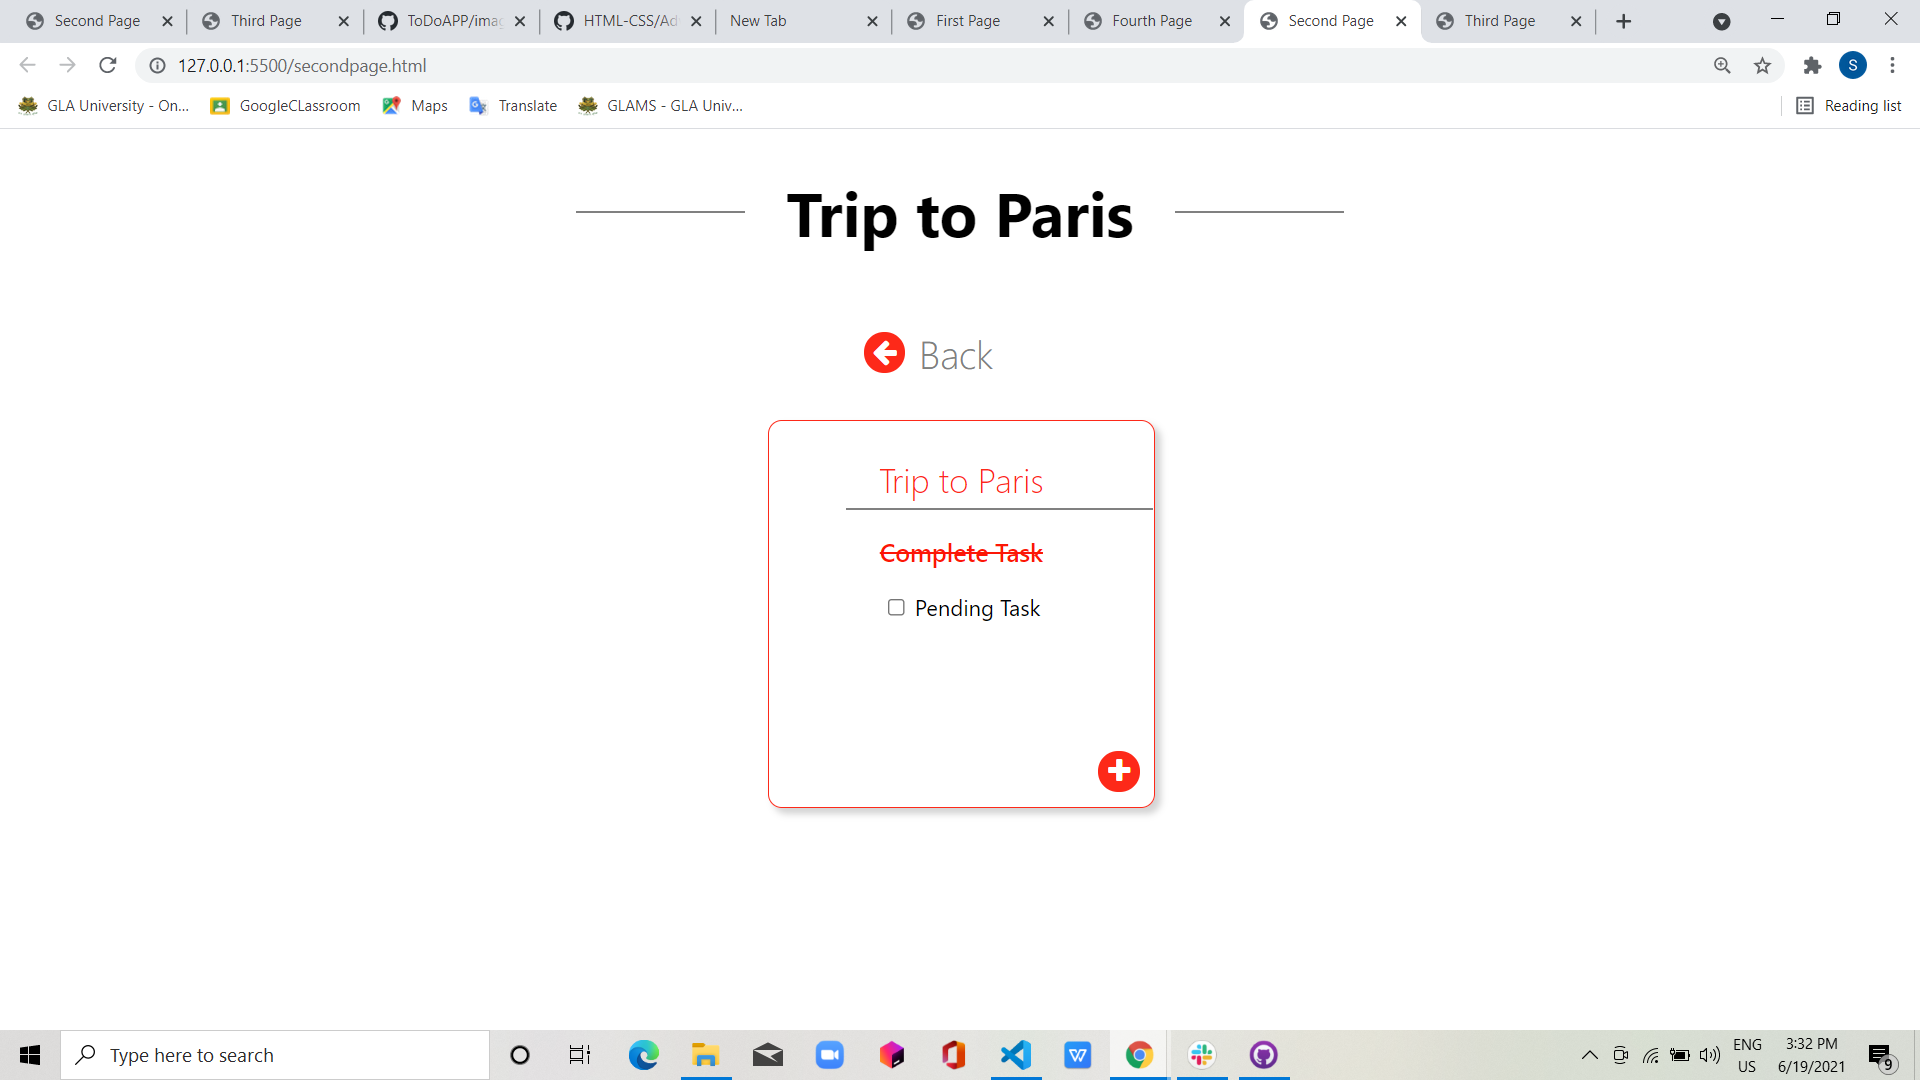 Second Page
Third Page
ToDoAPP/imag
HTML-CSS/Ad
New Tab
First Page
Fourth Page
Second Page
Third Page
127.0.0.1:5500/secondpage.html
S
GLA University - On...
GoogleCLassroom
Maps
Translate
GLAMS - GLA Univ...
Reading list
Trip to Paris
Back
Trip to Paris
Complete Task
Pending Task
Type here to search
W
ENG
US
3:32 PM
6/19/2021
9